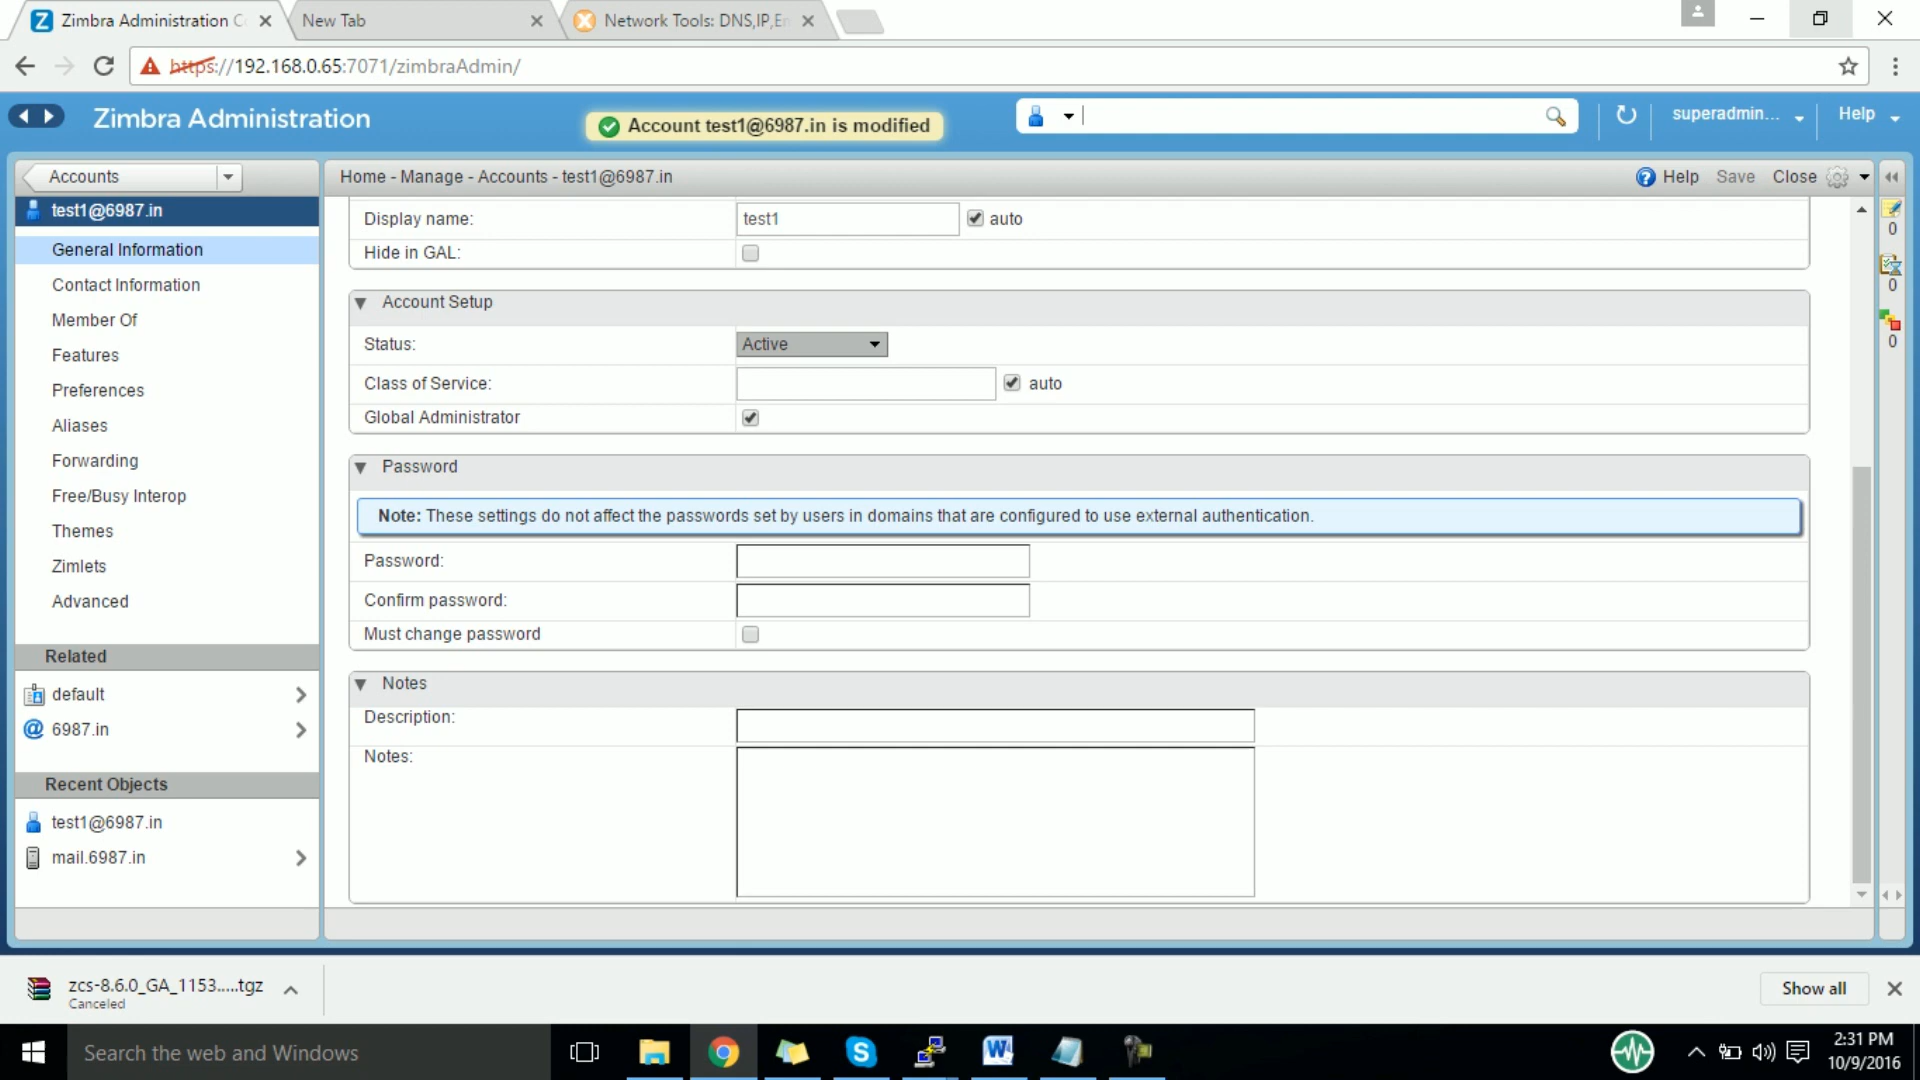 Zimbra Administration C
New Tab
Network Tools: DNS,IP,Em
https://192.168.0.65:7071/zimbraAdmin/
Zimbra Administration
Account test1@6987.in is modified
superadmin...
Help
Accounts
Home - Manage - Accounts - test1@6987.in
Help
Save
Close
test1@6987.in
General Information
Contact Information
Member Of
Features
Preferences
Aliases
Forwarding
Free/Busy Interop
Themes
Zimlets
Advanced
Related
default
6987.in
Recent Objects
test1@6987.in
mail.6987.in
Display name:
test1
auto
Hide in GAL:
Account Setup
Status:
Active
Class of Service:
auto
Global Administrator
Password
Note: These settings do not affect the passwords set by users in domains that are configured to use external authentication.
Password:
Confirm password:
Must change password
Notes
Description:
Notes:
0
0
0
zcs-8.6.0_GA_1153.....tgz
Canceled
Show all
Search the web and Windows
2:31 PM
10/9/2016